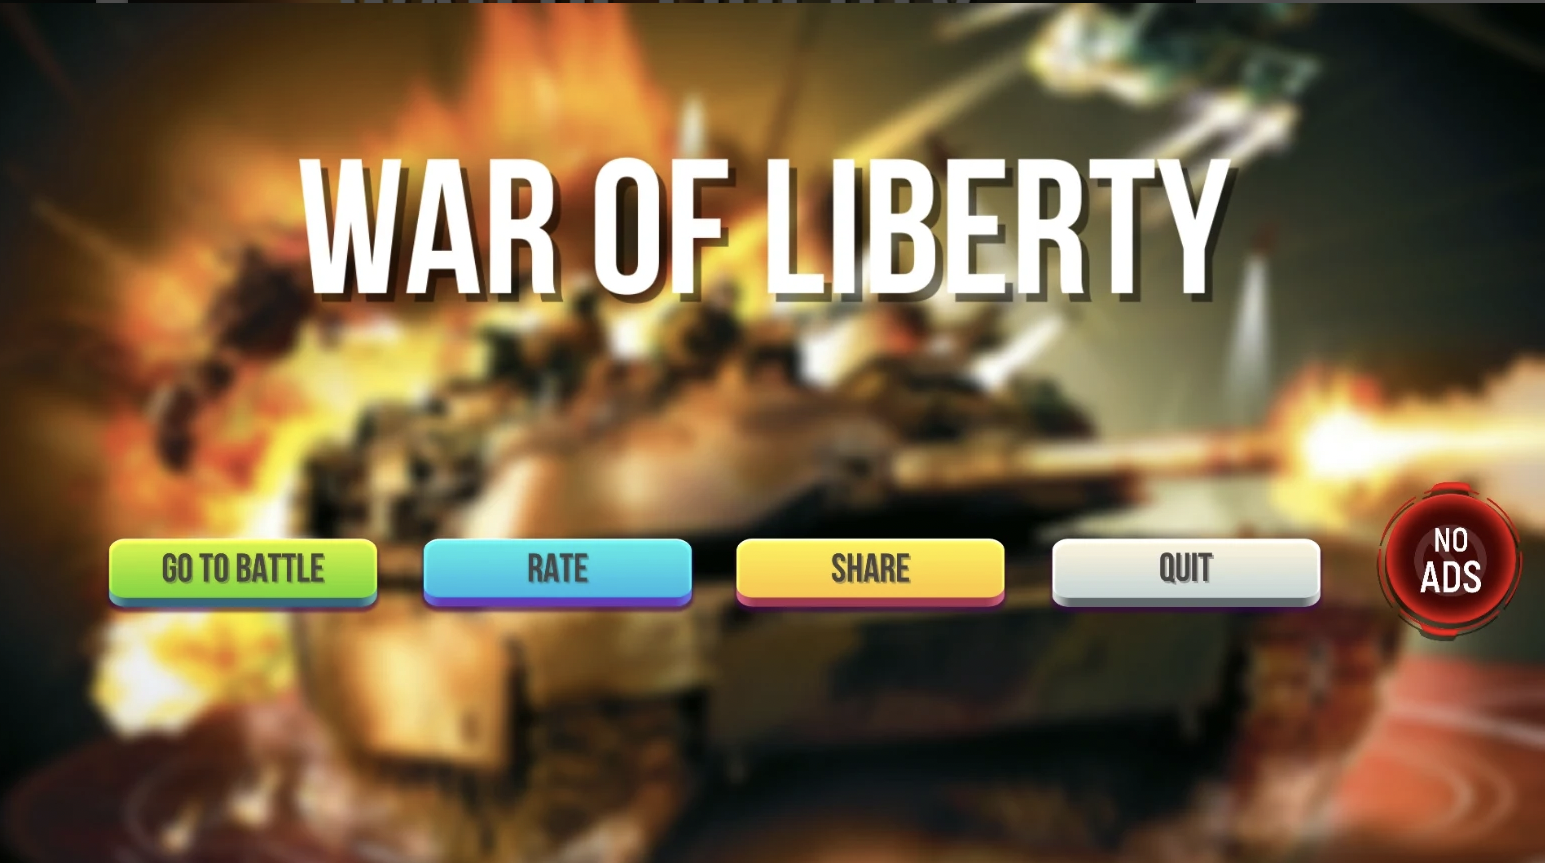 WAR OF LIBERTY
GO TO BATTLE
RATE
SHARE
QUIT
NO
ADS